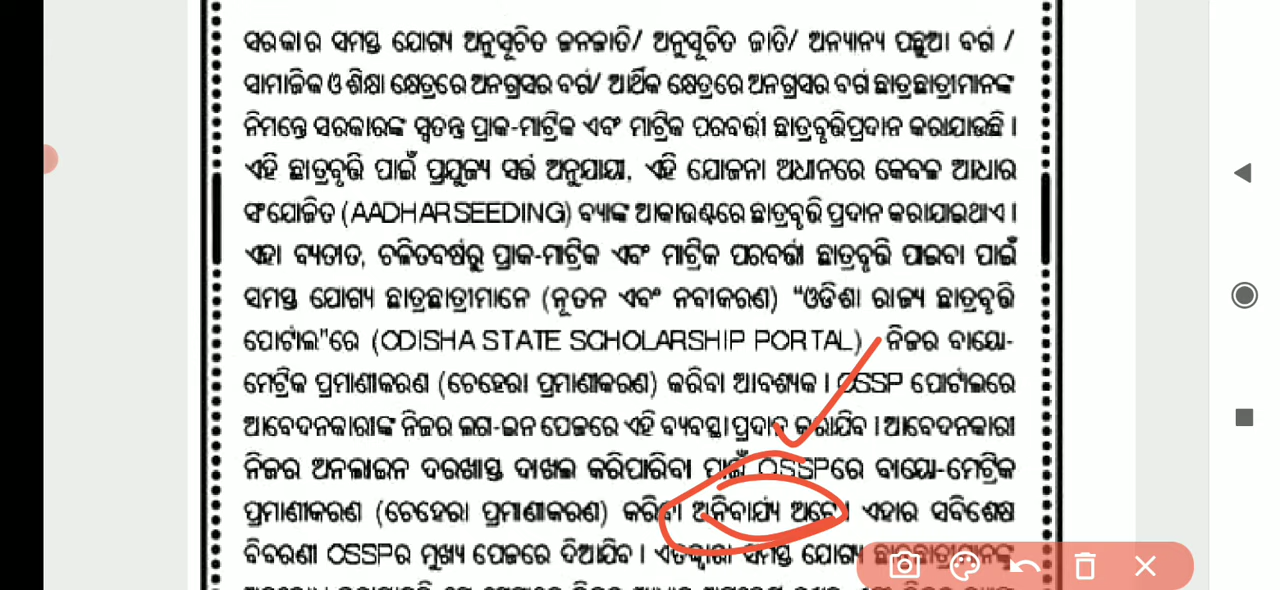 ସରକାର ସମସ୍ତ ଯୋଗ୍ୟ ଅନୁସୂଚିତ ଜନଜାତି/ ଅନୁସୂଚିତ ଜାତି/ ଅନ୍ୟାନ୍ୟ ପଛୁଆ ବର୍ଗ /
ସାମାଜିକ ଓ ଶିକ୍ଷା କ୍ଷେତ୍ରରେ ଅନଗ୍ରସର ବର୍ଗ/ ଆର୍ଥିକ କ୍ଷେତ୍ରରେ ଅନଗ୍ରସର ବର୍ଗ ଛାତ୍ରଛାତ୍ରୀମାନଙ୍କ
ନିମନ୍ତେ ସରକାରଙ୍କ ସ୍ୱତନ୍ତ୍ର ପ୍ରାକ-ମାଟ୍ରିକ ଏବଂ ମାଟ୍ରିକ ପରବର୍ତ୍ତୀ ଛାତ୍ରବୃତ୍ତି ପ୍ରଦାନ କରାଯାଉଛି ।
ଏହି ଛାତ୍ରବୃତ୍ତି ପାଇଁ ପ୍ରଯୁଜ୍ୟ ସର୍ତ୍ତ ଅନୁଯାୟୀ, ଏହି ଯୋଜନା ଅଧୀନରେ କେବଳ ଆଧାର
ସଂଯୋଜିତ (AADHAR SEEDING) ବ୍ୟାଙ୍କ ଆକାଉଣ୍ଟରେ ଛାତ୍ରବୃତ୍ତି ପ୍ରଦାନ କରାଯାଇଥାଏ ।
ଏହା ବ୍ୟତୀତ, ଚଳିତବର୍ଷରୁ ପ୍ରାକ-ମାଟ୍ରିକ ଏବଂ ମାଟ୍ରିକ ପରବର୍ତ୍ତୀ ଛାତ୍ରବୃତ୍ତି ପାଇବା ପାଇଁ
ସମସ୍ତ ଯୋଗ୍ୟ ଛାତ୍ରଛାତ୍ରୀମାନେ (ନୂତନ ଏବଂ ନବୀକରଣ) “ଓଡିଶା ରାଜ୍ୟ ଛାତ୍ରବୃତ୍ତି
ପୋର୍ଟାଲ”ରେ (ODISHA STATE SCHOLARSHIP PORTAL) ନିଜର ବାୟୋ-
ମେଟ୍ରିକ ପ୍ରମାଣୀକରଣ (ଚେହେରା ପ୍ରମାଣୀକରଣ) କରିବା ଆବଶ୍ୟକ । OSSP ପୋର୍ଟାଲରେ
ଆବେଦନକାରୀଙ୍କ ନିଜର ଲଗ-ଇନ ପେଜରେ ଏହି ବ୍ୟବସ୍ଥା ପ୍ରଦାନ କରାଯିବ । ଆବେଦନକାରୀ
ନିଜର ଅନଲାଇନ ଦରଖାସ୍ତ ଦାଖଲ କରିପାରିବା ପାଇଁ OSSPରେ ବାୟୋ-ମେଟ୍ରିକ
ପ୍ରମାଣୀକରଣ (ଚେହେରା ପ୍ରମାଣୀକରଣ) କରିବା ଅନିବାର୍ଯ୍ୟ ଅଟେ । ଏହାର ସବିଶେଷ
ବିବରଣୀ OSSPର ମୁଖ୍ୟ ପେଜରେ ଦିଆଯିବ । ଏତଦ୍ଦ୍ୱାରା ସମସ୍ତ ଯୋଗ୍ୟ ଛାତ୍ରଛାତ୍ରୀମାନଙ୍କୁ